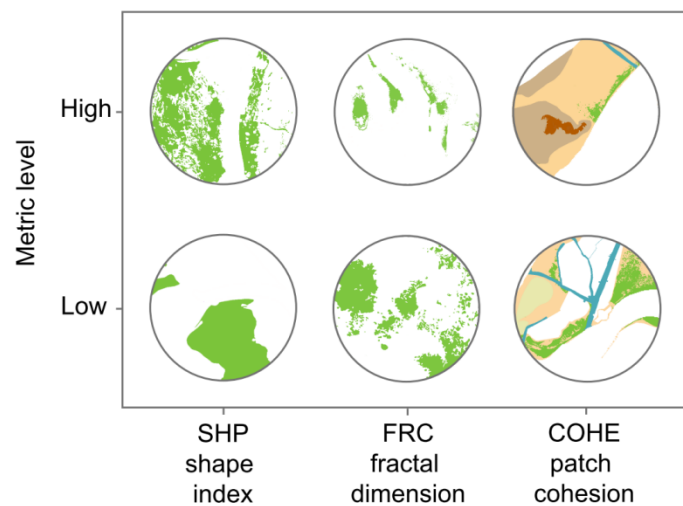 Metric level
High
Low
SHP
shape
index
FRC
fractal
dimension
COHE
patch
cohesion